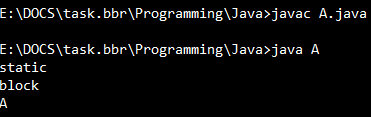 E:\DOCS\task.bbr\Programming\Java>javac A.java
E:\DOCS\task.bbr\Programming\Java>java A
static
block
A